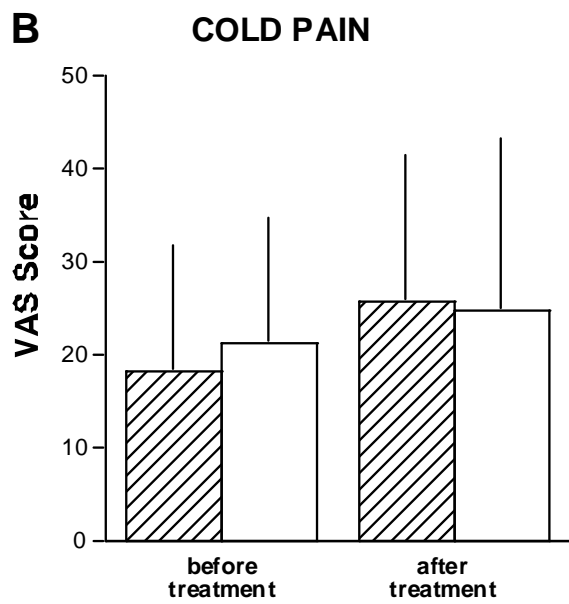 B
COLD PAIN
VAS Score
50
40
30
20
10
0
before
treatment
after
treatment